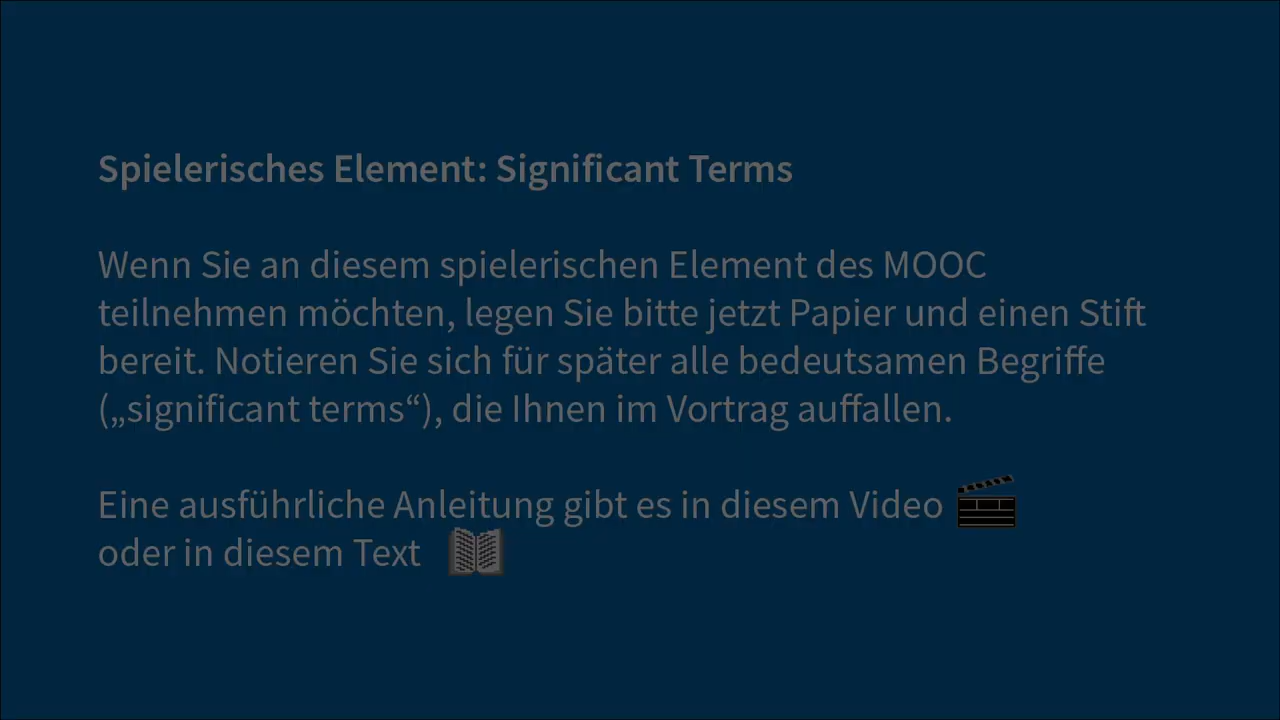 Spielerisches Element: Significant Terms
Wenn Sie an diesem spielerischen Element des MOOC
teilnehmen möchten, legen Sie bitte jetzt Papier und einen Stift
bereit. Notieren Sie sich für später alle bedeutsamen Begriffe
(„significant terms“), die Ihnen im Vortrag auffallen.
Eine ausführliche Anleitung gibt es in diesem Video
oder in diesem Text